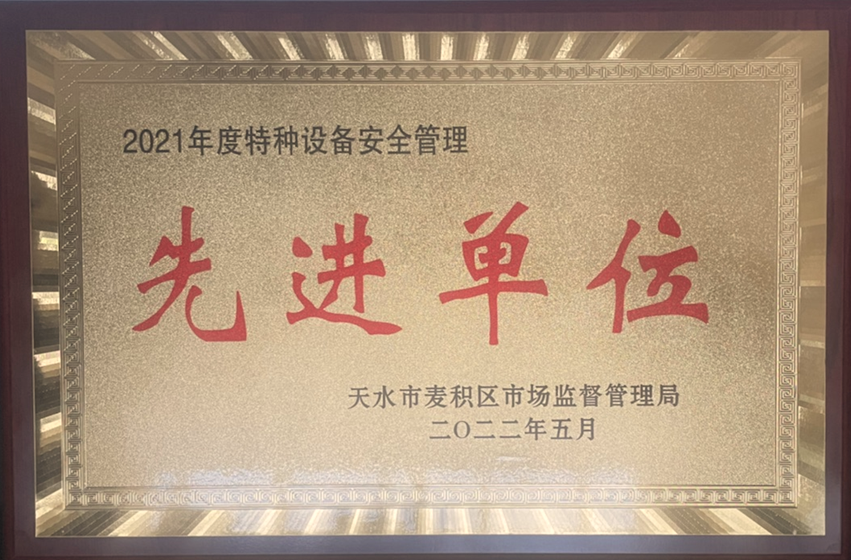 2021年度特种设备安全管理
先进单位
天水市麦积区市场监督管理局
二〇二二年五月